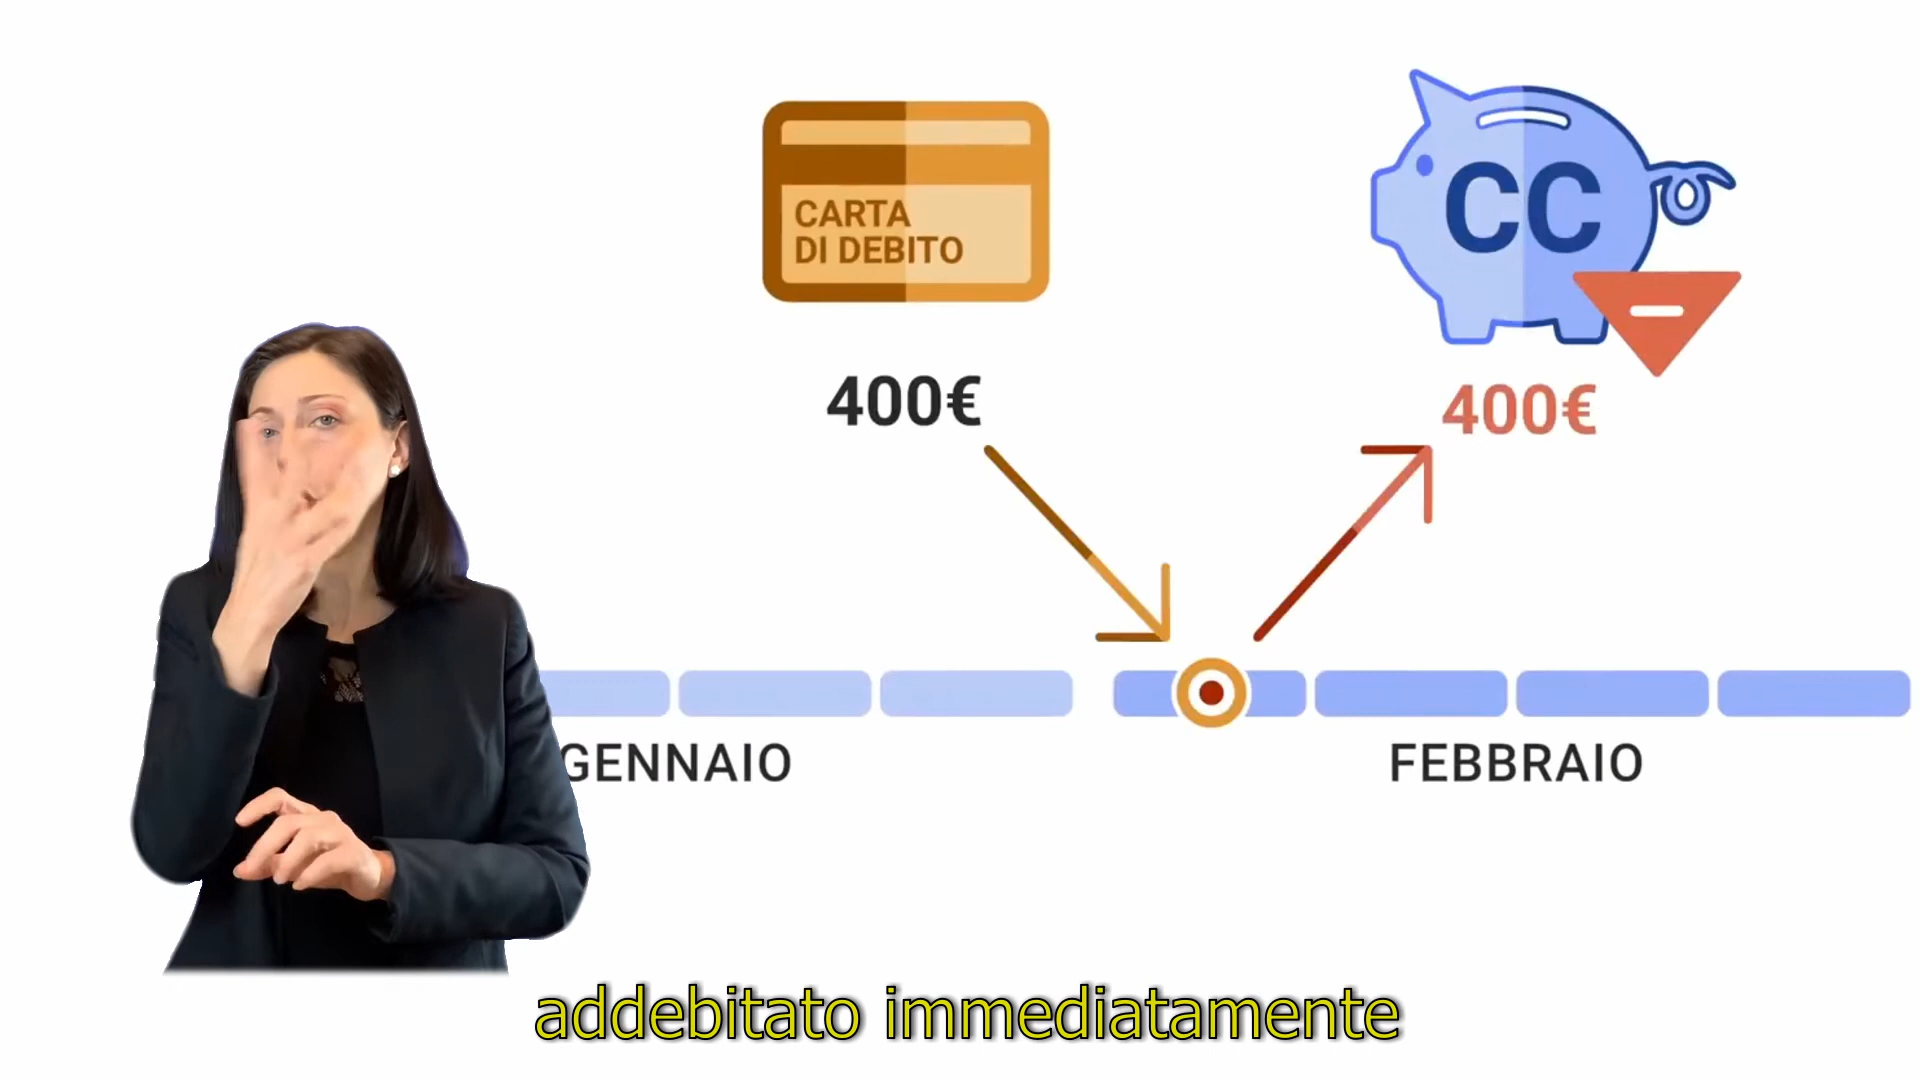 CARTA
DI DEBITO
CC
400€
400€
GENNAIO
FEBBRAIO
addebitato immediatamente